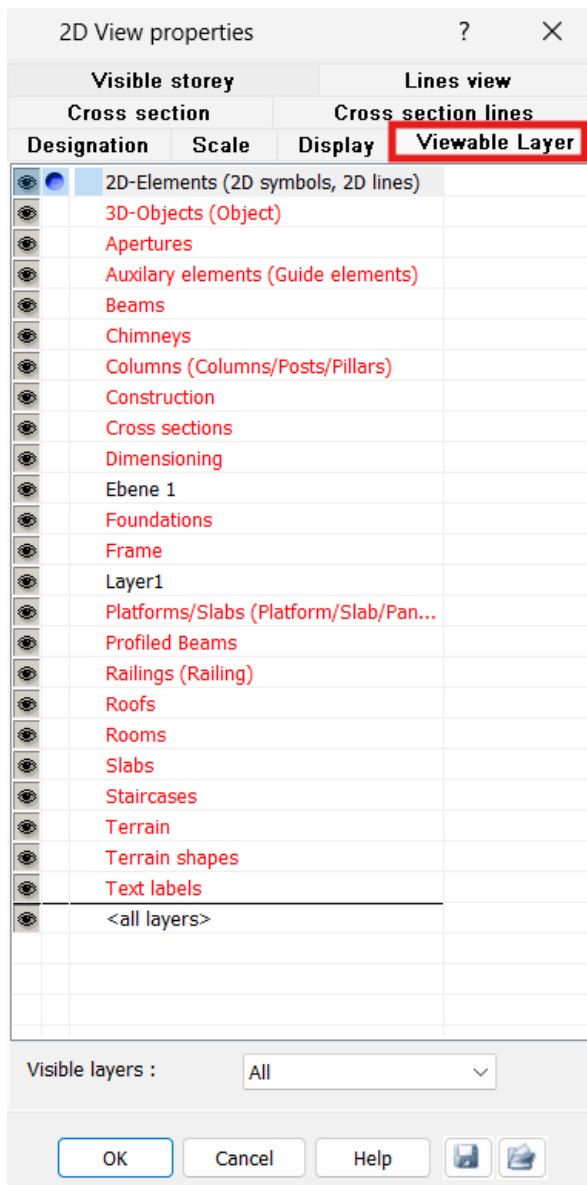 2D View properties ?
Visible storey Lines view
Cross section Cross section lines
Designation Scale Display Viewable Layer
2D-Elements (2D symbols, 2D lines)
3D-Objects (Object)
Apertures
Auxilary elements (Guide elements)
Beams
Chimneys
Columns (Columns/Posts/Pillars)
Construction
Cross sections
Dimensioning
Ebene 1
Foundations
Frame
Layer1
Platforms/Slabs (Platform/Slab/Pan...
Profiled Beams
Railings (Railing)
Roofs
Rooms
Slabs
Staircases
Terrain
Terrain shapes
Text labels
<all layers>
Visible layers : All
OK Cancel Help